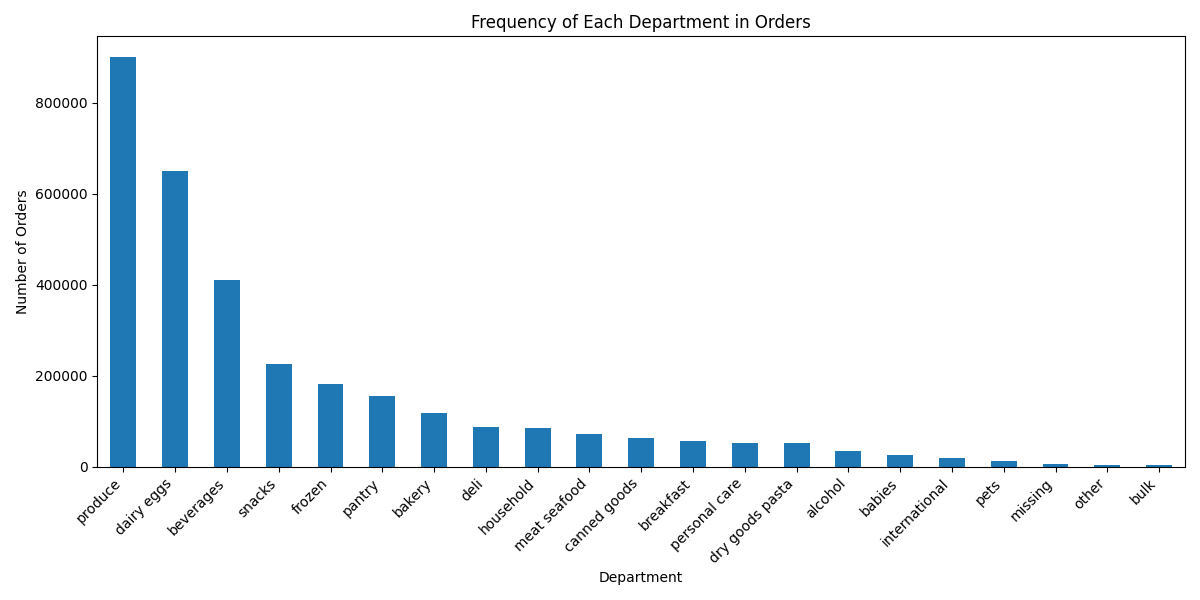 Frequency of Each Department in Orders
Number of Orders
800000
600000
400000
200000
0
produce
dairy eggs
beverages
snacks
frozen
pantry
bakery
deli
household
meat seafood
canned goods
breakfast
personal care
dry goods pasta
alcohol
babies
international
pets
missing
other
bulk
Department